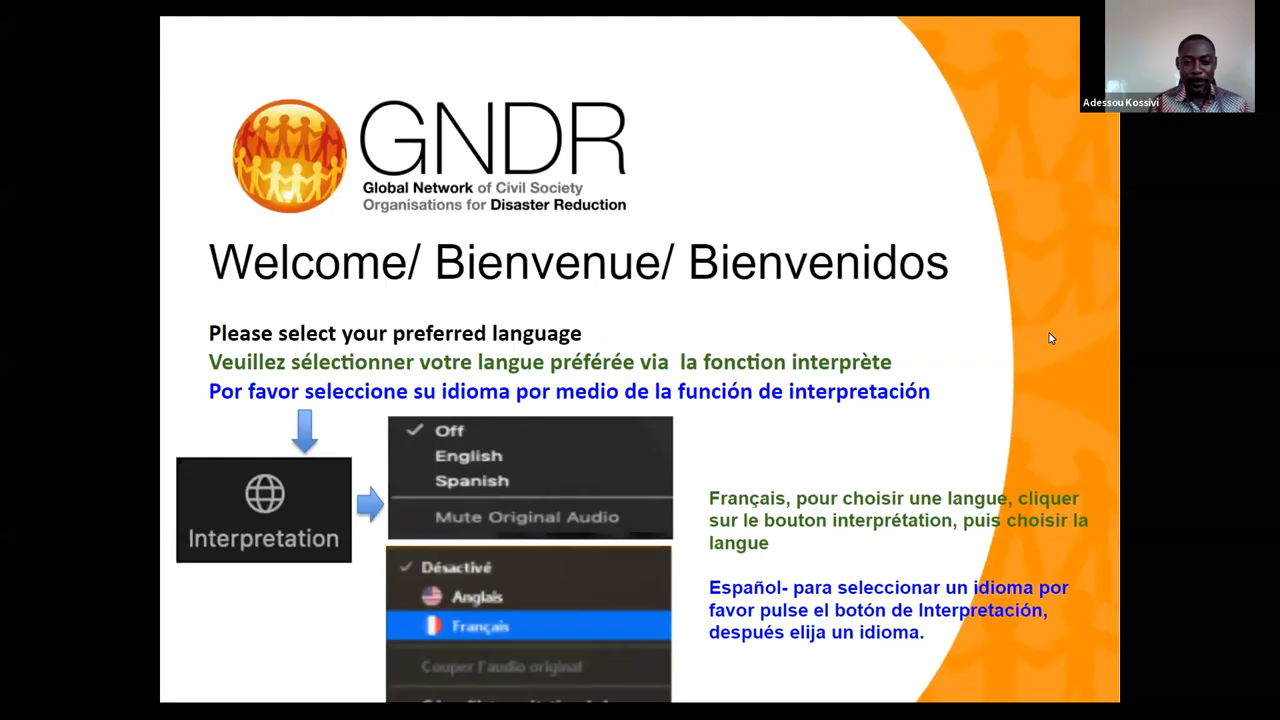 Adessou Kossivi
GNDR
Global Network of Civil Society
Organisations for Disaster Reduction
Welcome/ Bienvenue/ Bienvenidos
Please select your preferred language
Veuillez sélectionner votre langue préférée via la fonction interprète
Por favor seleccione su idioma por medio de la función de interpretación
Interpretation
Off
English
Spanish
Mute Original Audio
Désactivé
Anglais
Français
Couper l'audio original
Français, pour choisir une langue, cliquer
sur le bouton interprétation, puis choisir la
langue
Español- para seleccionar un idioma por
favor pulse el botón de Interpretación,
después elija un idioma.